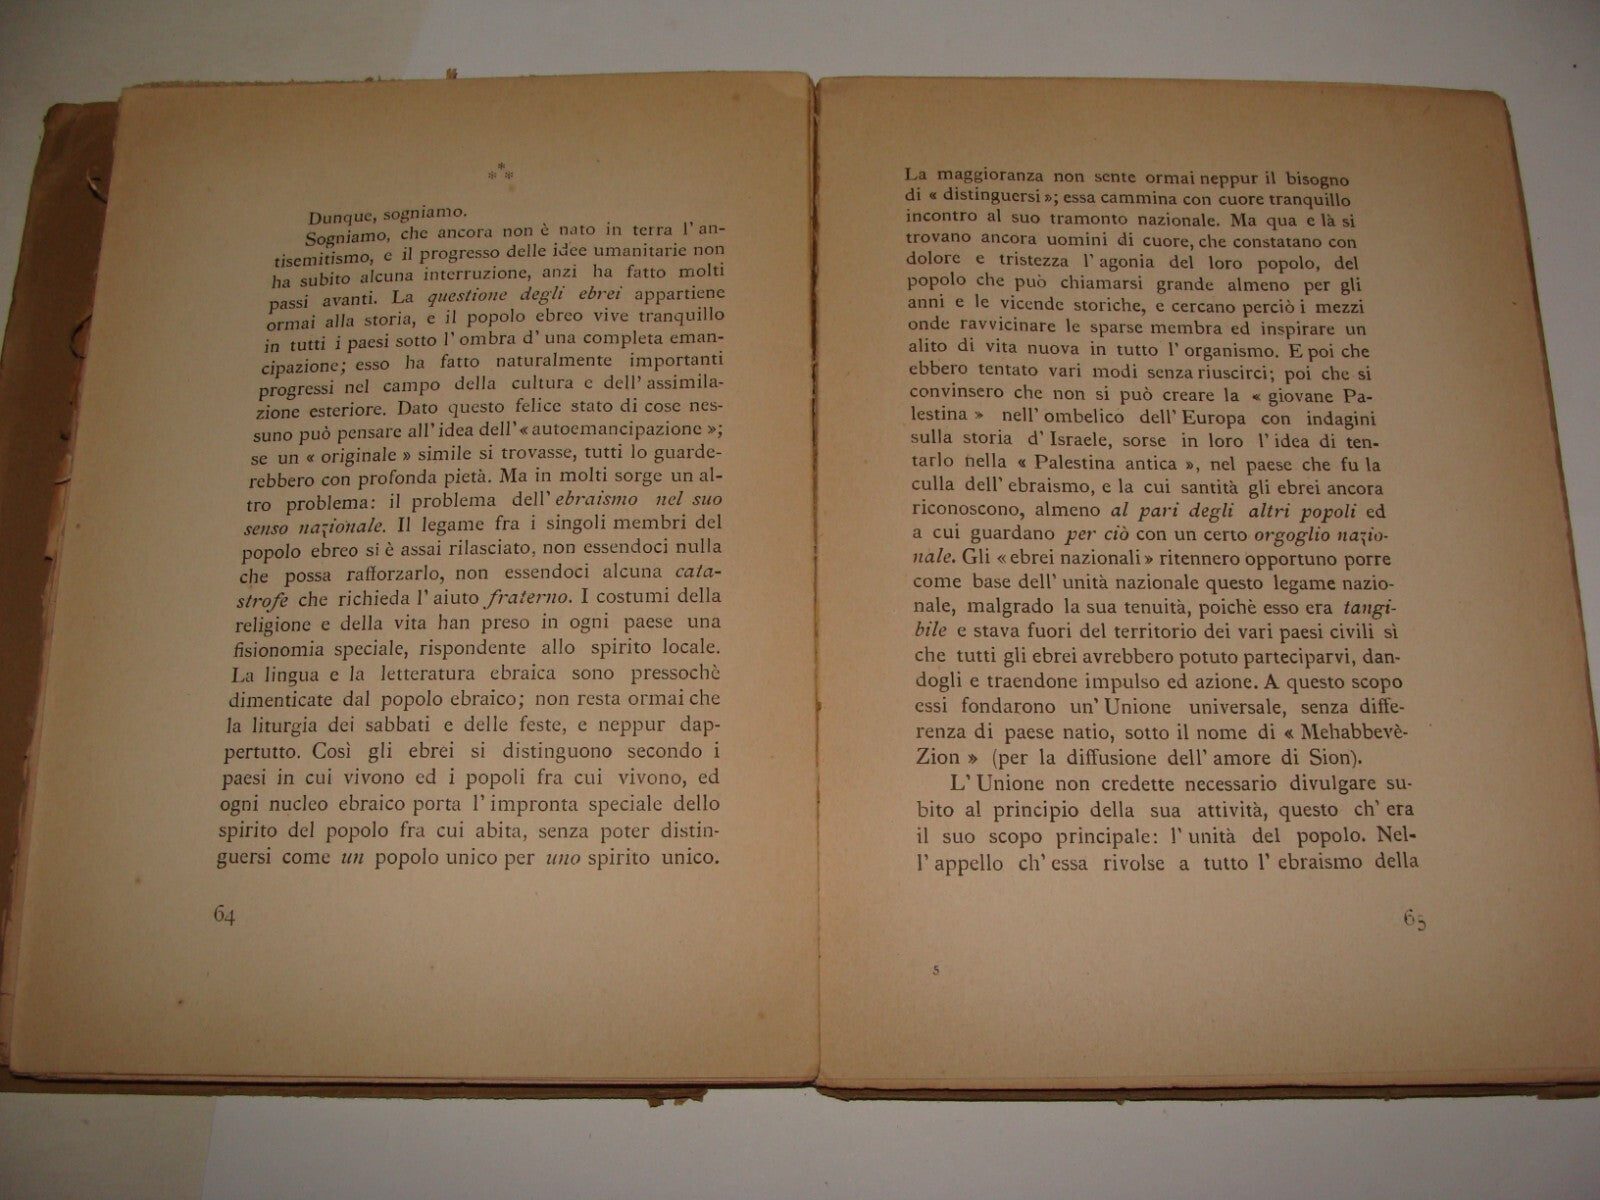 ***
Dunque, sogniamo.
Sogniamo, che ancora non è nato in terra l'an-
tisemitismo, e il progresso delle idee umanitarie non
ha subito alcuna interruzione, anzi ha fatto molti
passi avanti. La questione degli ebrei appartiene
ormai alla storia, e il popolo ebreo vive tranquillo
in tutti i paesi sotto l'ombra d'una completa eman-
cipazione; esso ha fatto naturalmente importanti
progressi nel campo della cultura e dell'assimila-
zione esteriore. Dato questo felice stato di cose nes-
suno può pensare all'idea dell'«autoemancipazione»;
se un « originale » simile si trovasse, tutti lo guarde-
rebbero con profonda pietà. Ma in molti sorge un al-
tro problema: il problema dell'ebraismo nel suo
senso nazionale. Il legame fra i singoli membri del
popolo ebreo si è assai rilasciato, non essendoci nulla
che possa rafforzarlo, non essendoci alcuna cata-
strofe che richieda l'aiuto fraterno. I costumi della
religione e della vita han preso in ogni paese una
fisionomia speciale, rispondente allo spirito locale.
La lingua e la letteratura ebraica sono pressochè
dimenticate dal popolo ebraico; non resta ormai che
la liturgia dei sabbati e delle feste, e neppur dap-
pertutto. Così gli ebrei si distinguono secondo i
paesi in cui vivono ed i popoli fra cui vivono, ed
ogni nucleo ebraico porta l'impronta speciale dello
spirito del popolo fra cui abita, senza poter distin-
guersi come un popolo unico per uno spirito unico.
64
La maggioranza non sente ormai neppur il bisogno
di « distinguersi »; essa cammina con cuore tranquillo
incontro al suo tramonto nazionale. Ma qua e là si
trovano ancora uomini di cuore, che constatano con
dolore e tristezza l'agonia del loro popolo, del
popolo che può chiamarsi grande almeno per gli
anni e le vicende storiche, e cercano perciò i mezzi
onde ravvicinare le sparse membra ed inspirare un
alito di vita nuova in tutto l'organismo. E poi che
ebbero tentato vari modi senza riuscirci; poi che si
convinsero che non si può creare la « giovane Pa-
lestina » nell'ombelico dell'Europa con indagini
sulla storia d'Israele, sorse in loro l'idea di ten-
tarlo nella « Palestina antica », nel paese che fu la
culla dell'ebraismo, e la cui santità gli ebrei ancora
riconoscono, almeno al pari degli altri popoli ed
a cui guardano per ciò con un certo orgoglio nazio-
nale. Gli «ebrei nazionali» ritennero opportuno porre
come base dell'unità nazionale questo legame nazio-
nale, malgrado la sua tenuità, poichè esso era tangi-
bile e stava fuori del territorio dei vari paesi civili sì
che tutti gli ebrei avrebbero potuto parteciparvi, dan-
dogli e traendone impulso ed azione. A questo scopo
essi fondarono un'Unione universale, senza diffe-
renza di paese natio, sotto il nome di « Mehabbevè-
Zion » (per la diffusione dell'amore di Sion).
L'Unione non credette necessario divulgare su-
bito al principio della sua attività, questo ch'era
il suo scopo principale: l'unità del popolo. Nel-
l'appello ch'essa rivolse a tutto l'ebraismo della
65
5